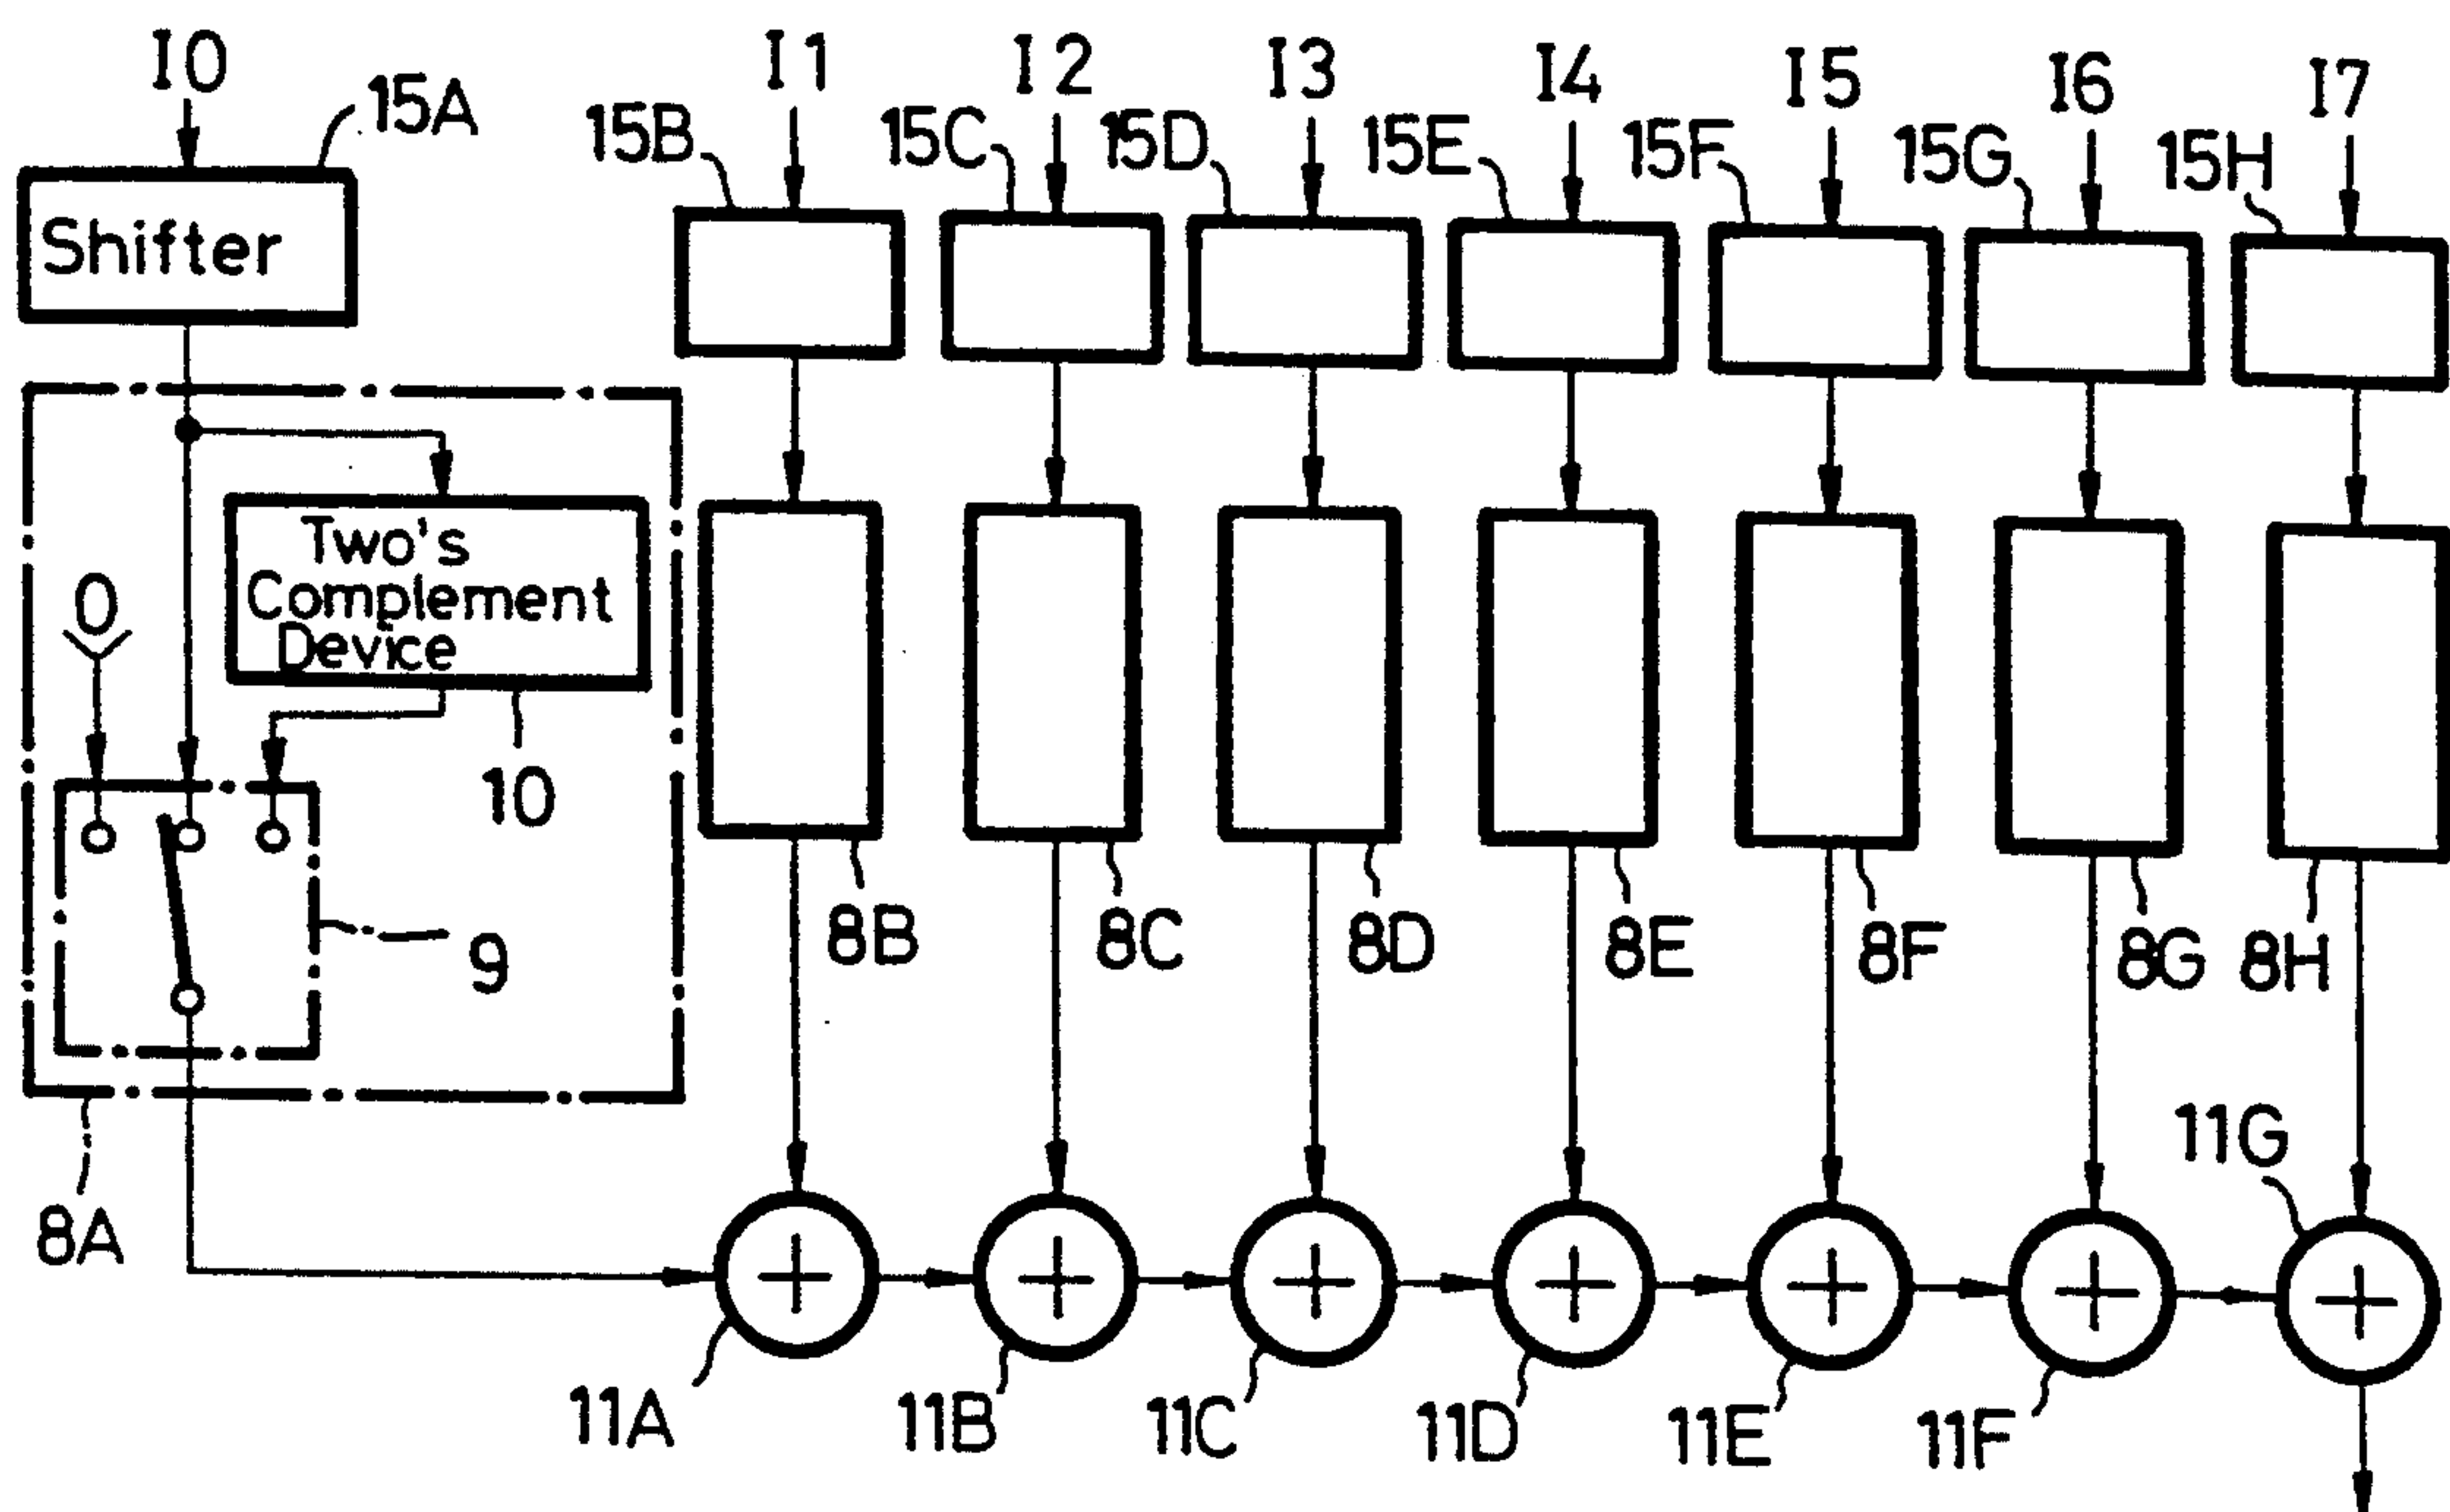 I0 I1 I2 I3 I4 I5 I6 I7
15A 15B 15C 15D 15E 15F 15G 15H
Shifter
Two's
Complement
Device
0
10
9
8B 8C 8D 8E 8F 8G 8H
8A
11G
11A 11B 11C 11D 11E 11F